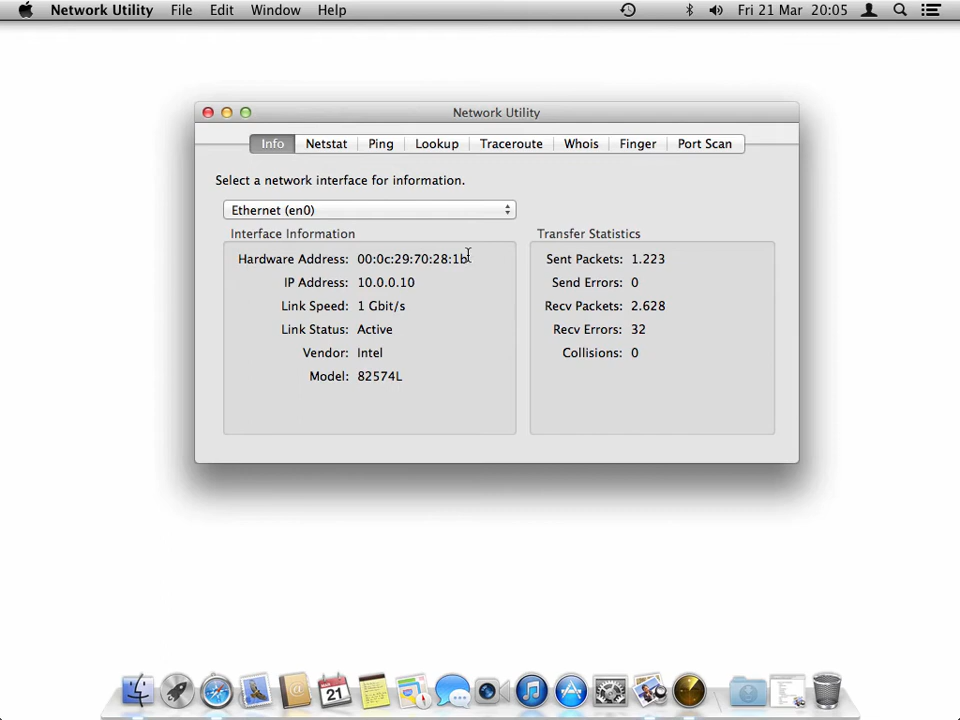 Network Utility File Edit Window Help Fri 21 Mar 20:05
Network Utility
Info Netstat Ping Lookup Traceroute Whois Finger Port Scan
Select a network interface for information.
Ethernet (en0)
Interface Information
Hardware Address: 00:0c:29:70:28:1b
IP Address: 10.0.0.10
Link Speed: 1 Gbit/s
Link Status: Active
Vendor: Intel
Model: 82574L
Transfer Statistics
Sent Packets: 1.223
Send Errors: 0
Recv Packets: 2.628
Recv Errors: 32
Collisions: 0
21